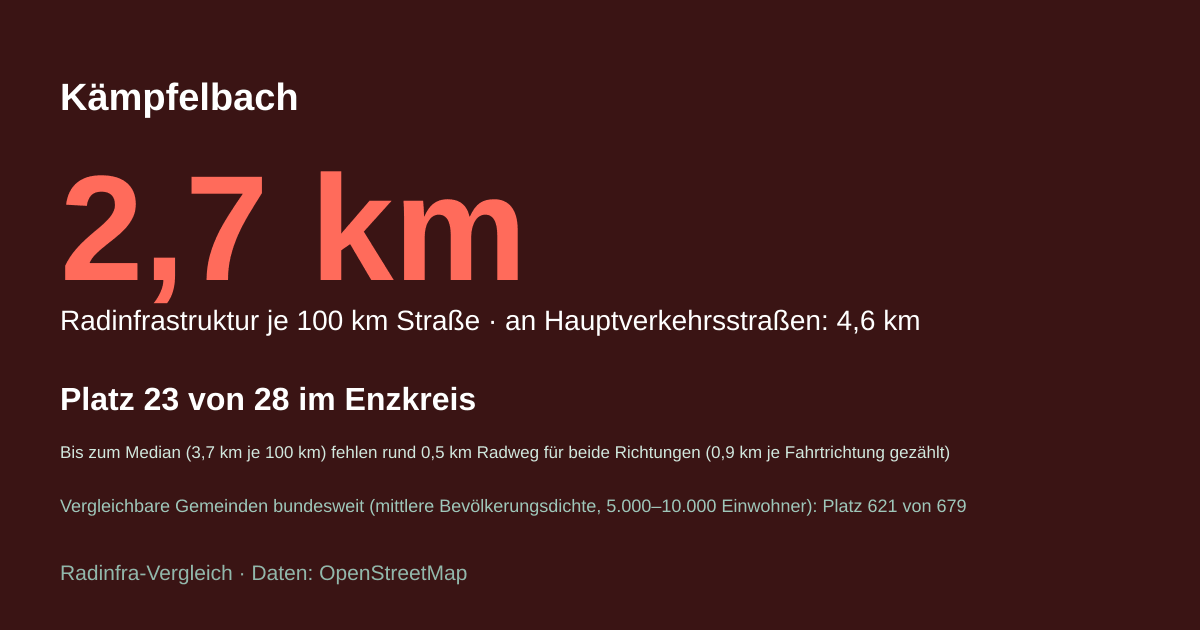 Kämpfelbach
2,7 km
Radinfrastruktur je 100 km Straße · an Hauptverkehrsstraßen: 4,6 km
Platz 23 von 28 im Enzkreis
Bis zum Median (3,7 km je 100 km) fehlen rund 0,5 km Radweg für beide Richtungen (0,9 km je Fahrtrichtung gezählt)
Vergleichbare Gemeinden bundesweit (mittlere Bevölkerungsdichte, 5.000–10.000 Einwohner): Platz 621 von 679
Radinfra-Vergleich · Daten: OpenStreetMap